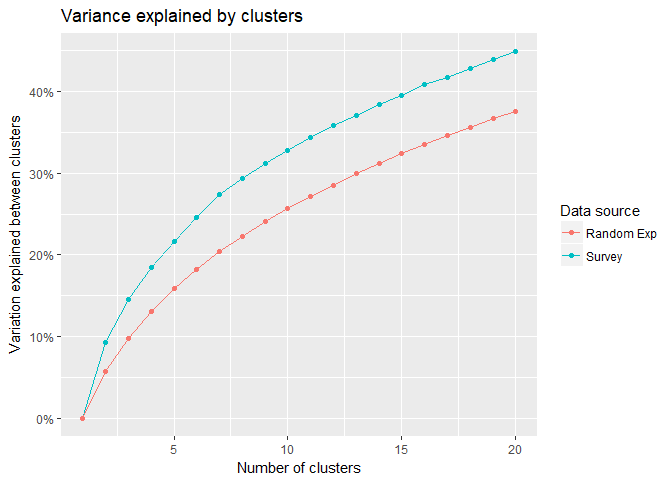 Variance explained by clusters
Variation explained between clusters
40%
30%
20%
10%
0%
5
10
15
20
Number of clusters
Data source
Random Exp
Survey